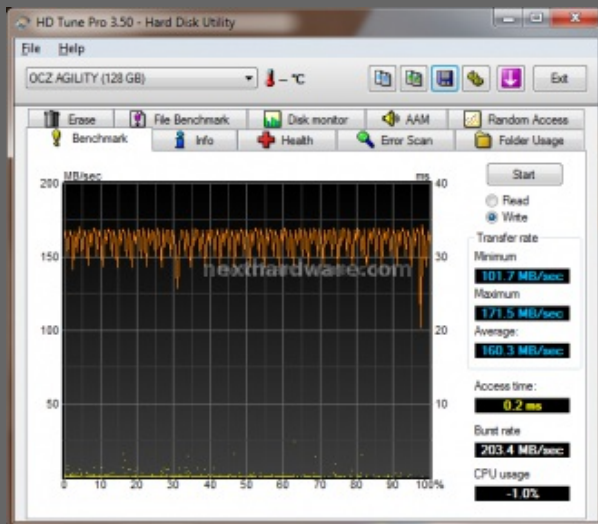 HD Tune Pro 3.50 - Hard Disk Utility
File Help
OCZ AGILITY (128 GB)
– °C
Exit
Erase File Benchmark Disk monitor AAM Random Access
Benchmark Info Health Error Scan Folder Usage
MB/sec ms
Start
Read
Write
Transfer rate
Minimum
101.7 MB/sec
Maximum
171.5 MB/sec
Average:
160.3 MB/sec
Access time:
0.2 ms
Burst rate
203.4 MB/sec
CPU usage
-1.0%
200 40
150 30
100 20
50 10
nexthardware.com
0 10 20 30 40 50 60 70 80 90 100%